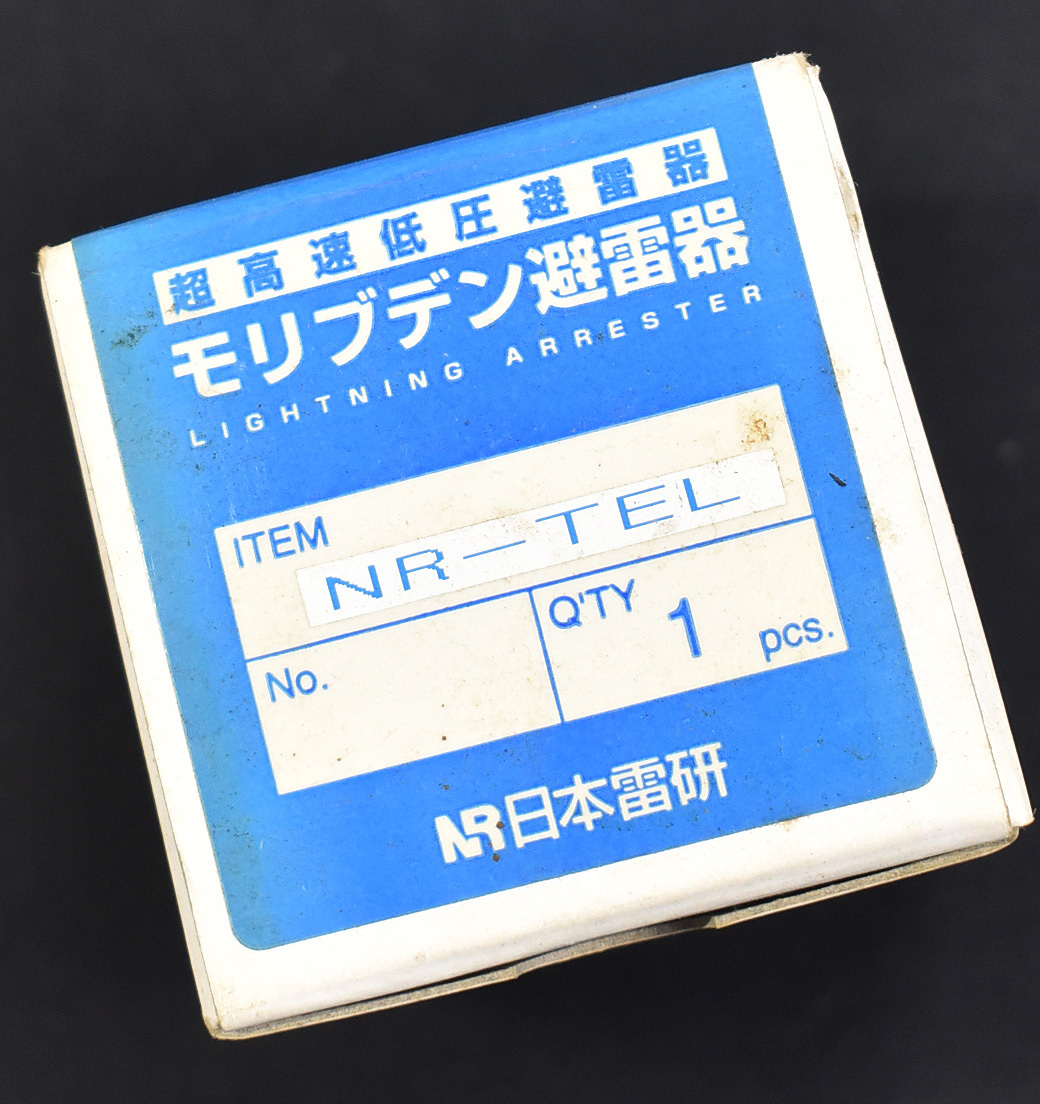 超高速低圧避雷器
モリブデン避雷器
LIGHTNING ARRESTER
ITEM NR-TEL
No. Q'TY 1 pcs.
NR日本雷研